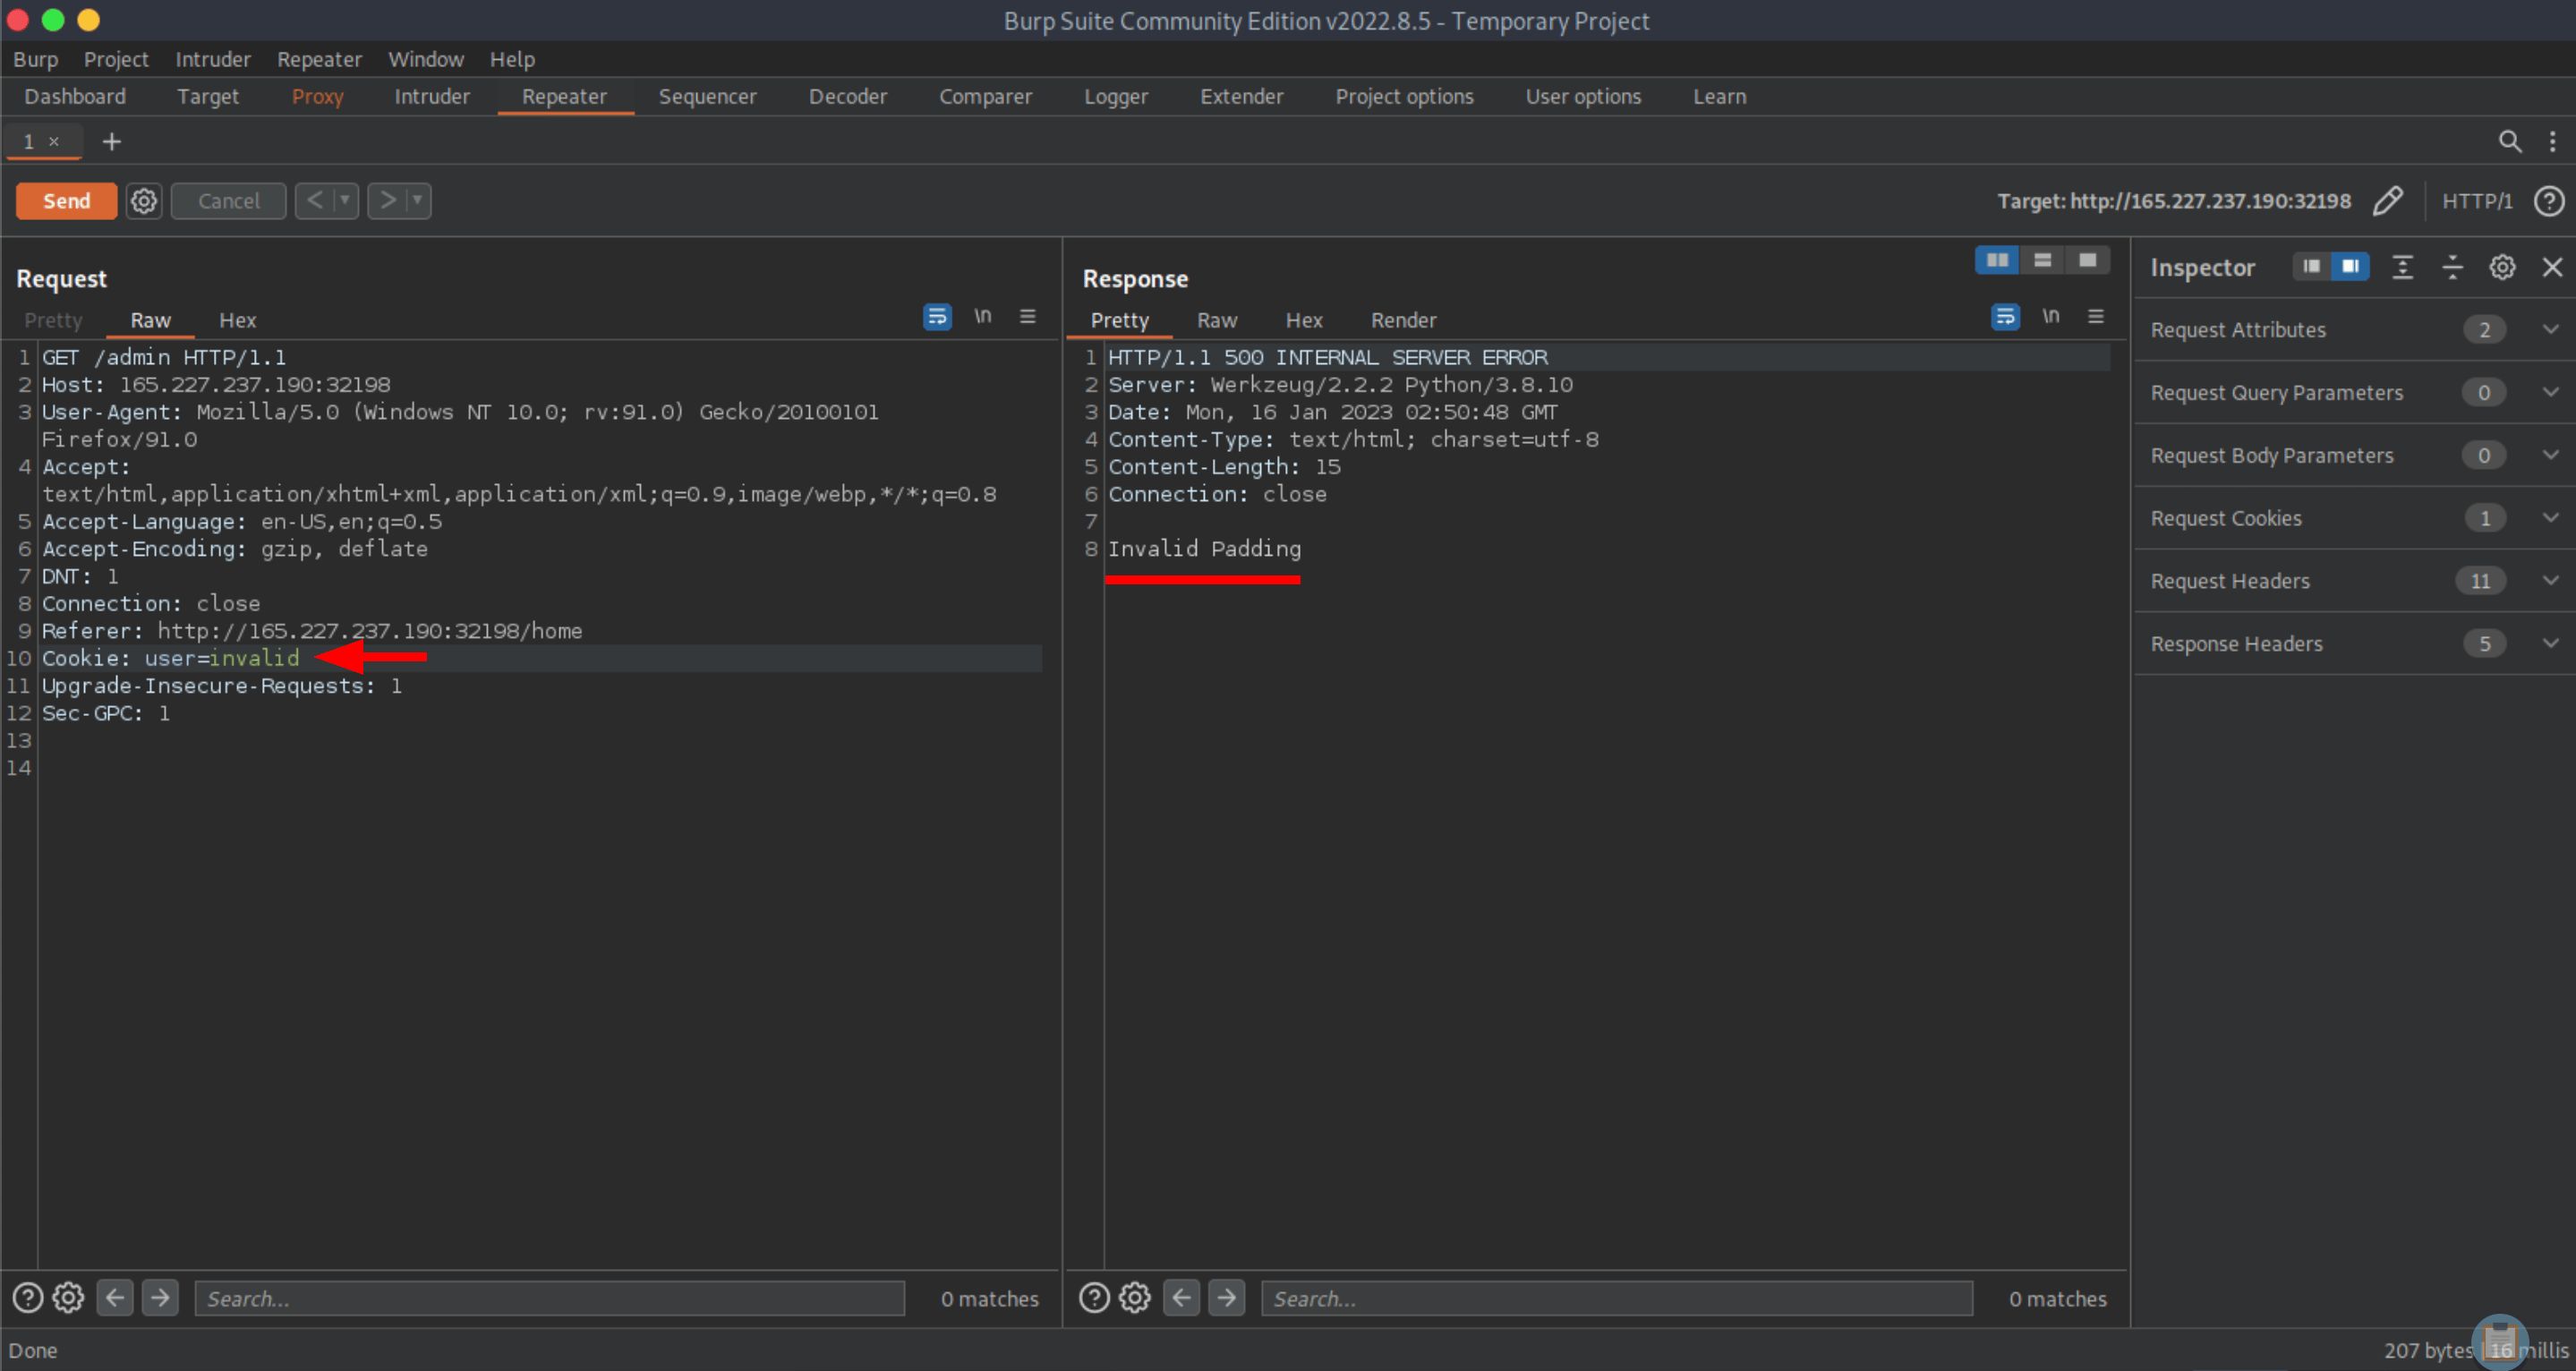 Burp Suite Community Edition v2022.8.5 - Temporary Project
Burp Project Intruder Repeater Window Help
Dashboard Target Proxy Intruder Repeater Sequencer Decoder Comparer Logger Extender Project options User options Learn
1 × +
Send Cancel < > Target: http://165.227.237.190:32198 HTTP/1 ?
Request
Pretty Raw Hex \n
1 GET /admin HTTP/1.1
2 Host: 165.227.237.190:32198
3 User-Agent: Mozilla/5.0 (Windows NT 10.0; rv:91.0) Gecko/20100101
Firefox/91.0
4 Accept:
text/html,application/xhtml+xml,application/xml;q=0.9,image/webp,*/*;q=0.8
5 Accept-Language: en-US,en;q=0.5
6 Accept-Encoding: gzip, deflate
7 DNT: 1
8 Connection: close
9 Referer: http://165.227.237.190:32198/home
10 Cookie: user=invalid
11 Upgrade-Insecure-Requests: 1
12 Sec-GPC: 1
13
14
? Search... 0 matches
Response
Pretty Raw Hex Render \n
1 HTTP/1.1 500 INTERNAL SERVER ERROR
2 Server: Werkzeug/2.2.2 Python/3.8.10
3 Date: Mon, 16 Jan 2023 02:50:48 GMT
4 Content-Type: text/html; charset=utf-8
5 Content-Length: 15
6 Connection: close
7
8 Invalid Padding
? Search... 0 matches
Inspector
Request Attributes 2
Request Query Parameters 0
Request Body Parameters 0
Request Cookies 1
Request Headers 11
Response Headers 5
Done
207 bytes | 16 millis